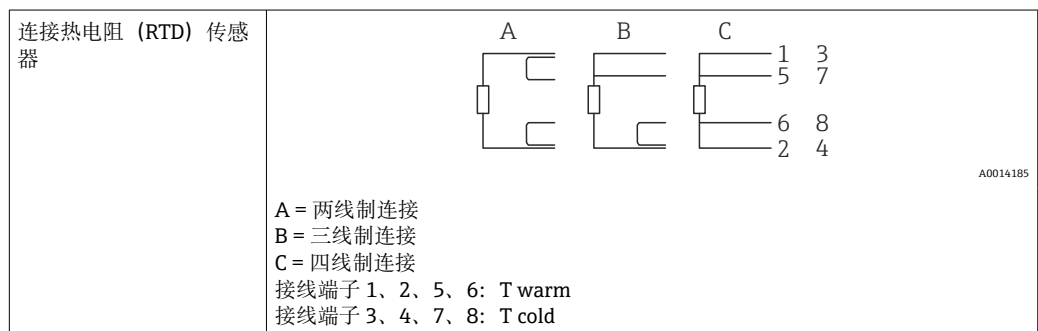 连接热电阻（RTD）传感
器
A B C
1 3
5 7
6 8
2 4
A0014185
A = 两线制连接
B = 三线制连接
C = 四线制连接
接线端子 1、2、5、6：T warm
接线端子 3、4、7、8：T cold